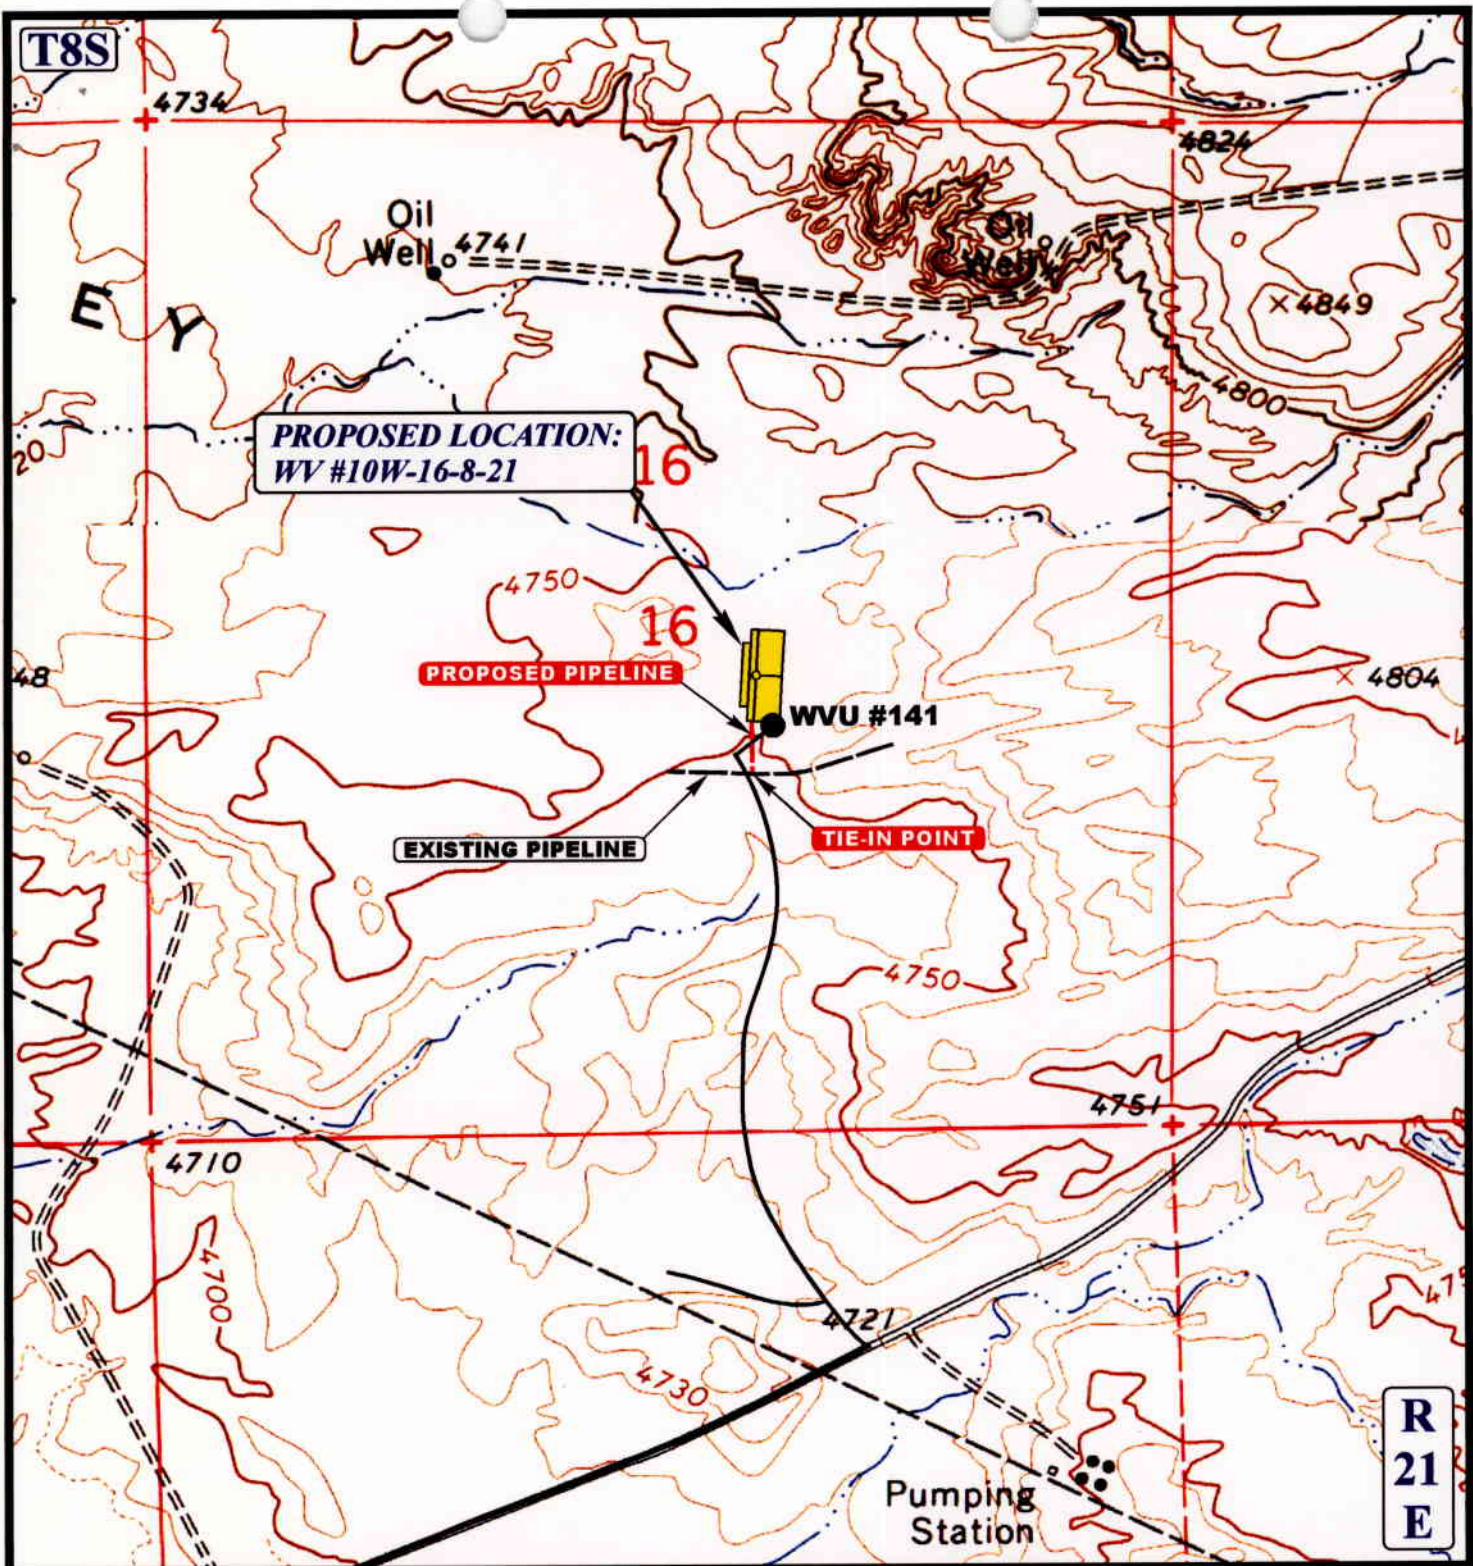 T8S
4734
4824
Oil
Well
4741
Oil
Well
4849
E Y
4800
PROPOSED LOCATION:
WV #10W-16-8-21
16
20
4750
16
PROPOSED PIPELINE
48
4804
WVU #141
EXISTING PIPELINE
TIE-IN POINT
4750
4751
4710
4700
4721
4730
R
21
E
Pumping
Station